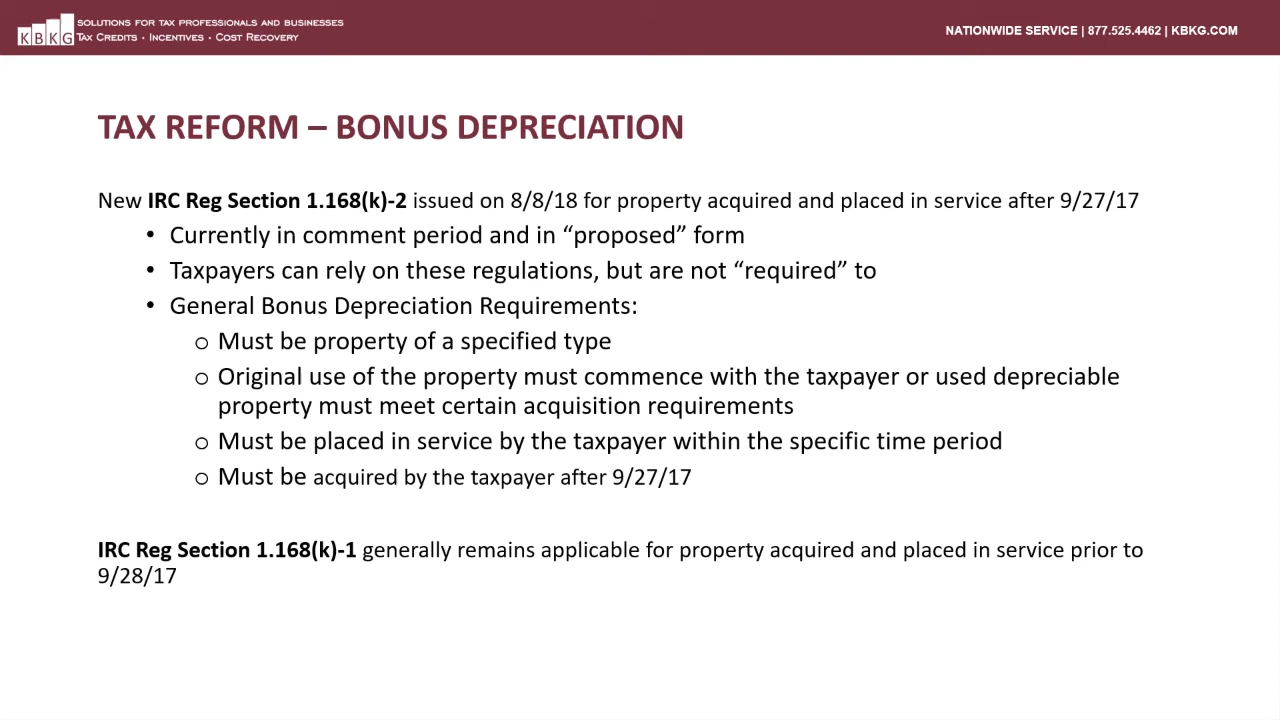 KBKG
SOLUTIONS FOR TAX PROFESSIONALS AND BUSINESSES
TAX CREDITS · INCENTIVES · COST RECOVERY
NATIONWIDE SERVICE | 877.525.4462 | KBKG.COM
TAX REFORM – BONUS DEPRECIATION
New IRC Reg Section 1.168(k)-2 issued on 8/8/18 for property acquired and placed in service after 9/27/17
• Currently in comment period and in “proposed” form
• Taxpayers can rely on these regulations, but are not “required” to
• General Bonus Depreciation Requirements:
o Must be property of a specified type
o Original use of the property must commence with the taxpayer or used depreciable
property must meet certain acquisition requirements
o Must be placed in service by the taxpayer within the specific time period
o Must be acquired by the taxpayer after 9/27/17
IRC Reg Section 1.168(k)-1 generally remains applicable for property acquired and placed in service prior to
9/28/17